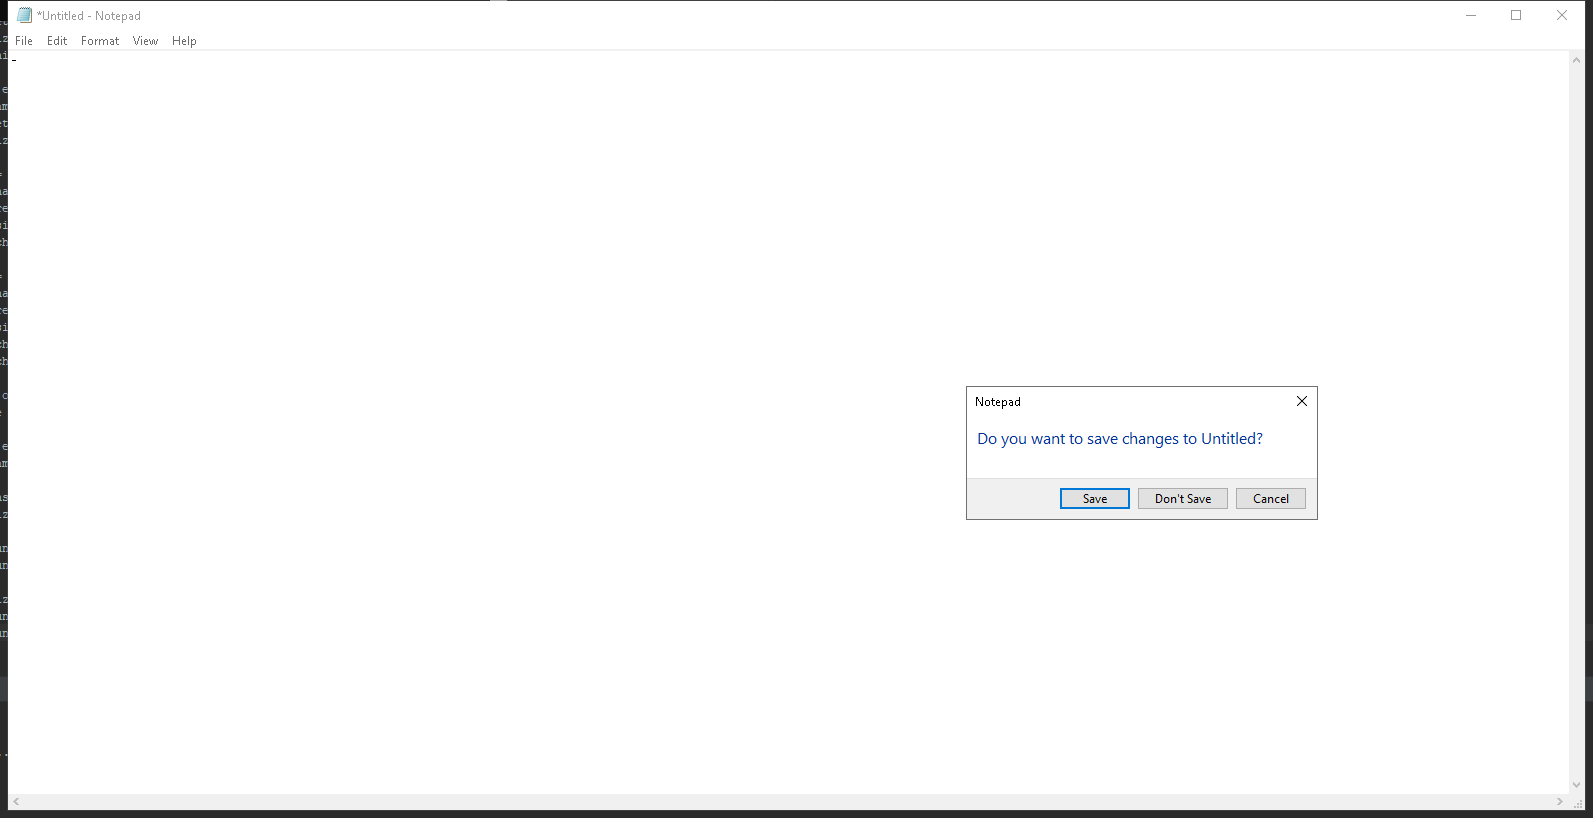 *Untitled - Notepad
File Edit Format View Help
-
Notepad
Do you want to save changes to Untitled?
Save Don't Save Cancel